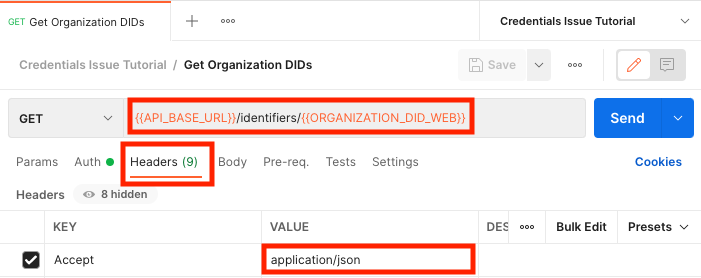 GET Get Organization DIDs
Credentials Issue Tutorial
Credentials Issue Tutorial / Get Organization DIDs
Save
GET
{{API_BASE_URL}}/identifiers/{{ORGANIZATION_DID_WEB}}
Send
Params Auth Headers (9) Body Pre-req. Tests Settings Cookies
Headers 8 hidden
KEY VALUE DES Bulk Edit Presets
Accept application/json